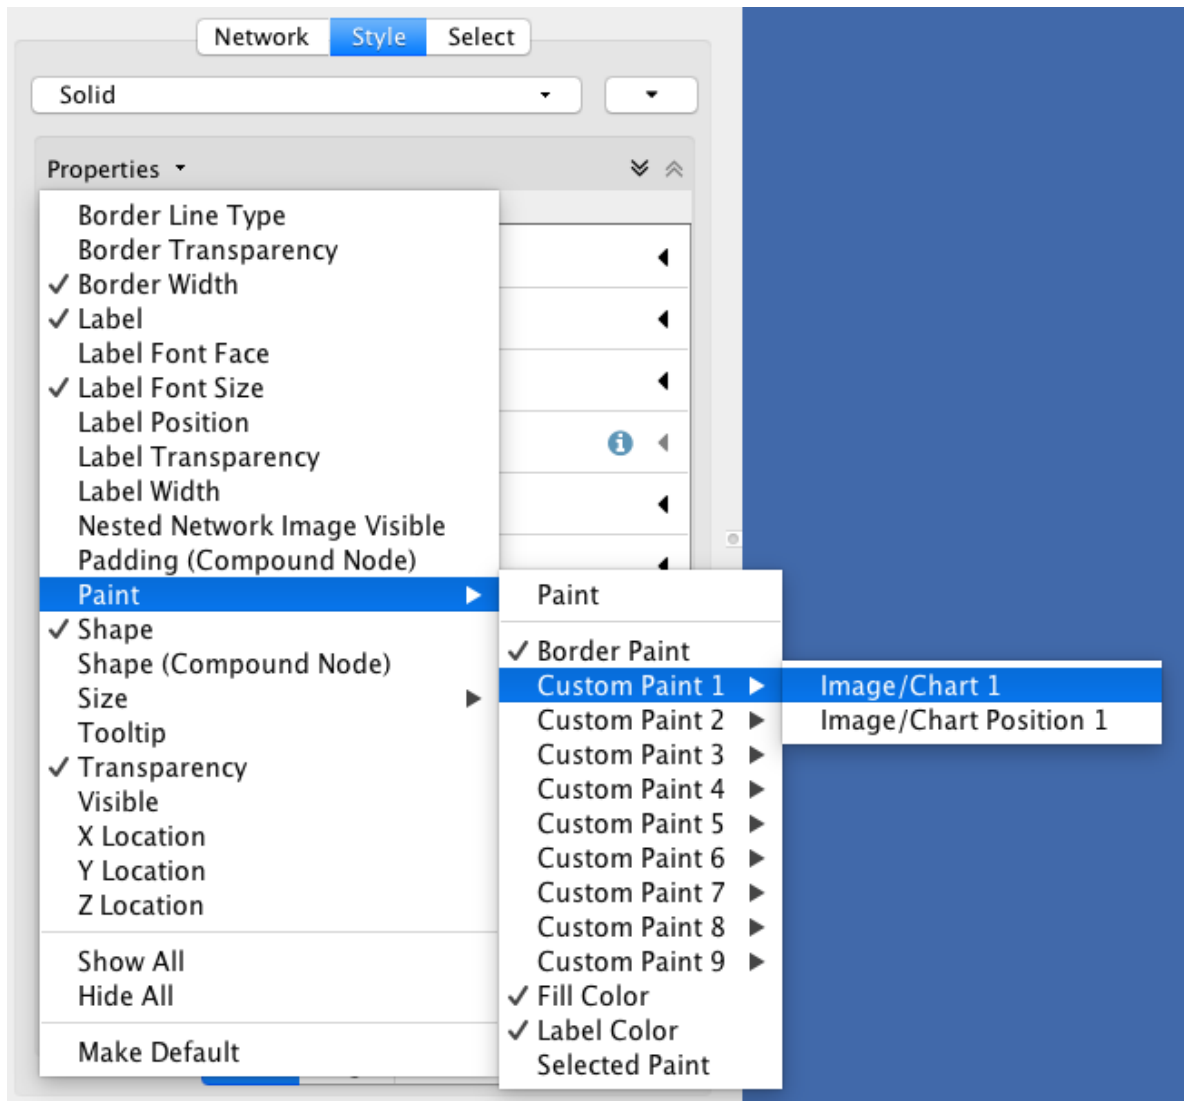 Network Style Select
Solid
Properties
Border Line Type
Border Transparency
✓ Border Width
✓ Label
Label Font Face
✓ Label Font Size
Label Position
Label Transparency
Label Width
Nested Network Image Visible
Padding (Compound Node)
Paint
✓ Shape
Shape (Compound Node)
Size
Tooltip
✓ Transparency
Visible
X Location
Y Location
Z Location
Show All
Hide All
Make Default
Paint
✓ Border Paint
Custom Paint 1
Custom Paint 2
Custom Paint 3
Custom Paint 4
Custom Paint 5
Custom Paint 6
Custom Paint 7
Custom Paint 8
Custom Paint 9
✓ Fill Color
✓ Label Color
Selected Paint
Image/Chart 1
Image/Chart Position 1